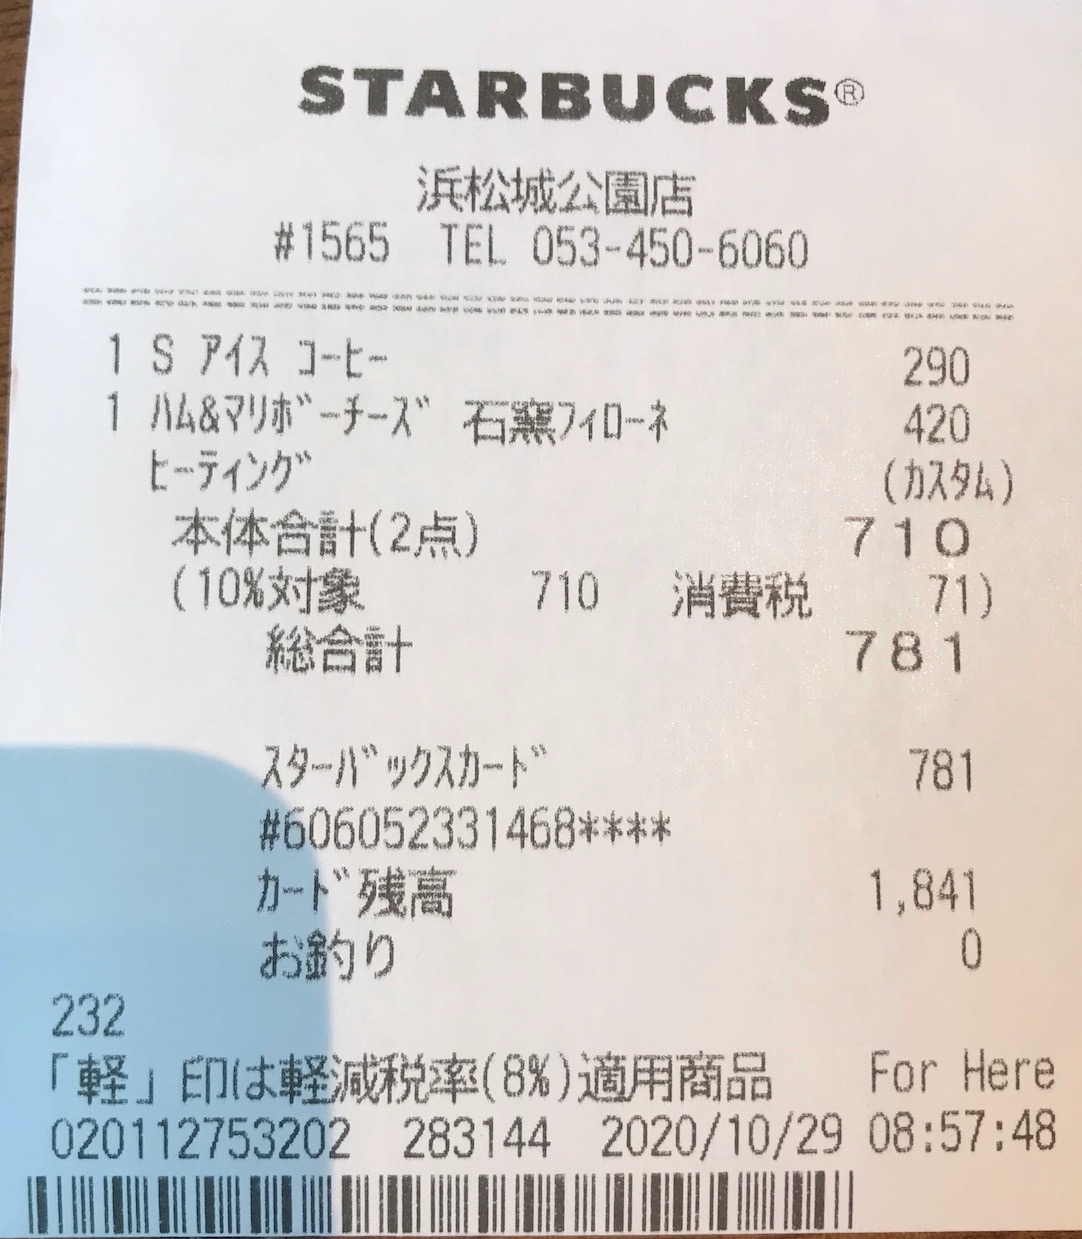 STARBUCKS®
浜松城公園店
#1565 TEL 053-450-6060
1 S ｱｲｽ ｺｰﾋｰ 290
1 ﾊﾑ&ﾏﾘﾎﾞｰﾁｰｽﾞ 石窯ﾌｨﾛｰﾈ 420
ﾋｰﾃｨﾝｸﾞ (ｶｽﾀﾑ)
本体合計(2点) 710
(10%対象 710 消費税 71)
総合計 781
ｽﾀｰﾊﾞｯｸｽｶｰﾄﾞ 781
#606052331468****
ｶｰﾄﾞ残高 1,841
お釣り 0
232
「軽」印は軽減税率(8%)適用商品 For Here
020112753202 283144 2020/10/29 08:57:48